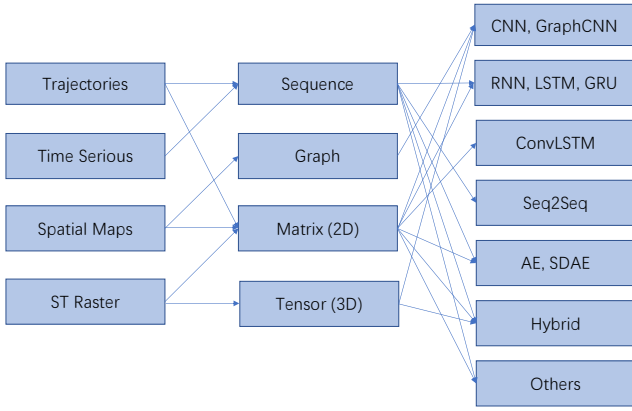 Trajectories
Time Serious
Spatial Maps
ST Raster
Sequence
Graph
Matrix (2D)
Tensor (3D)
CNN, GraphCNN
RNN, LSTM, GRU
ConvLSTM
Seq2Seq
AE, SDAE
Hybrid
Others